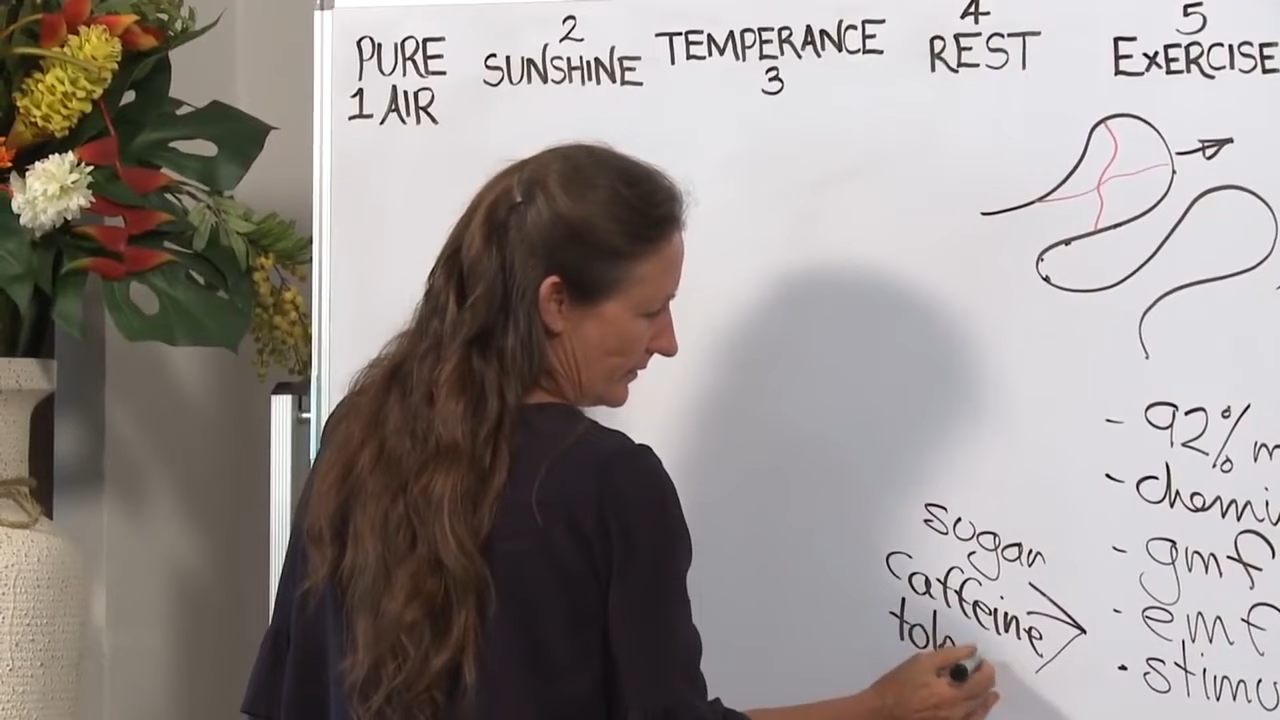 PURE
1 AIR
2
SUNSHINE
TEMPERANCE
3
4
REST
5
EXERCISE
- 92% m
- chemi
- gmf
- emf
• stimu
sugar
caffeine
tob